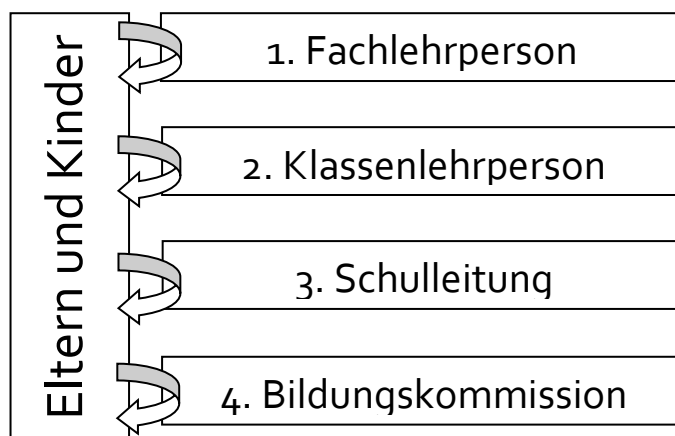 Eltern und Kinder
1. Fachlehrperson
2. Klassenlehrperson
3. Schulleitung
4. Bildungskommission